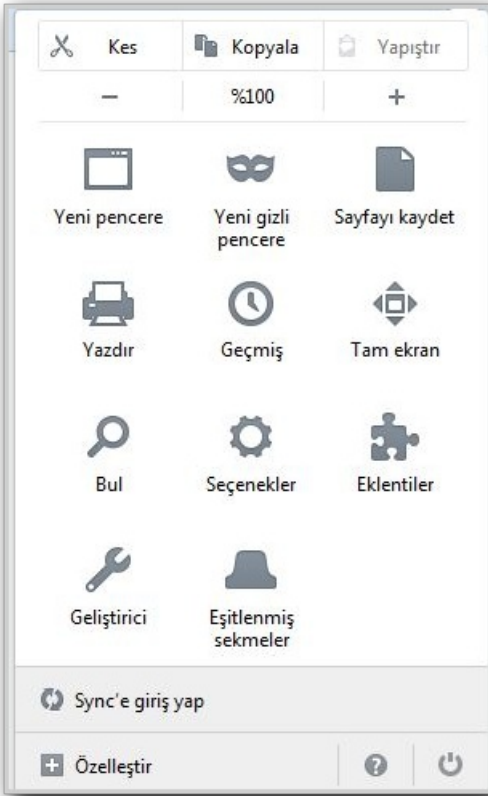 Kes Kopyala Yapıştır
%100
Yeni pencere Yeni gizli pencere Sayfayı kaydet
Yazdır Geçmiş Tam ekran
Bul Seçenekler Eklentiler
Geliştirici Eşitlenmiş sekmeler
Sync'e giriş yap
Özelleştir